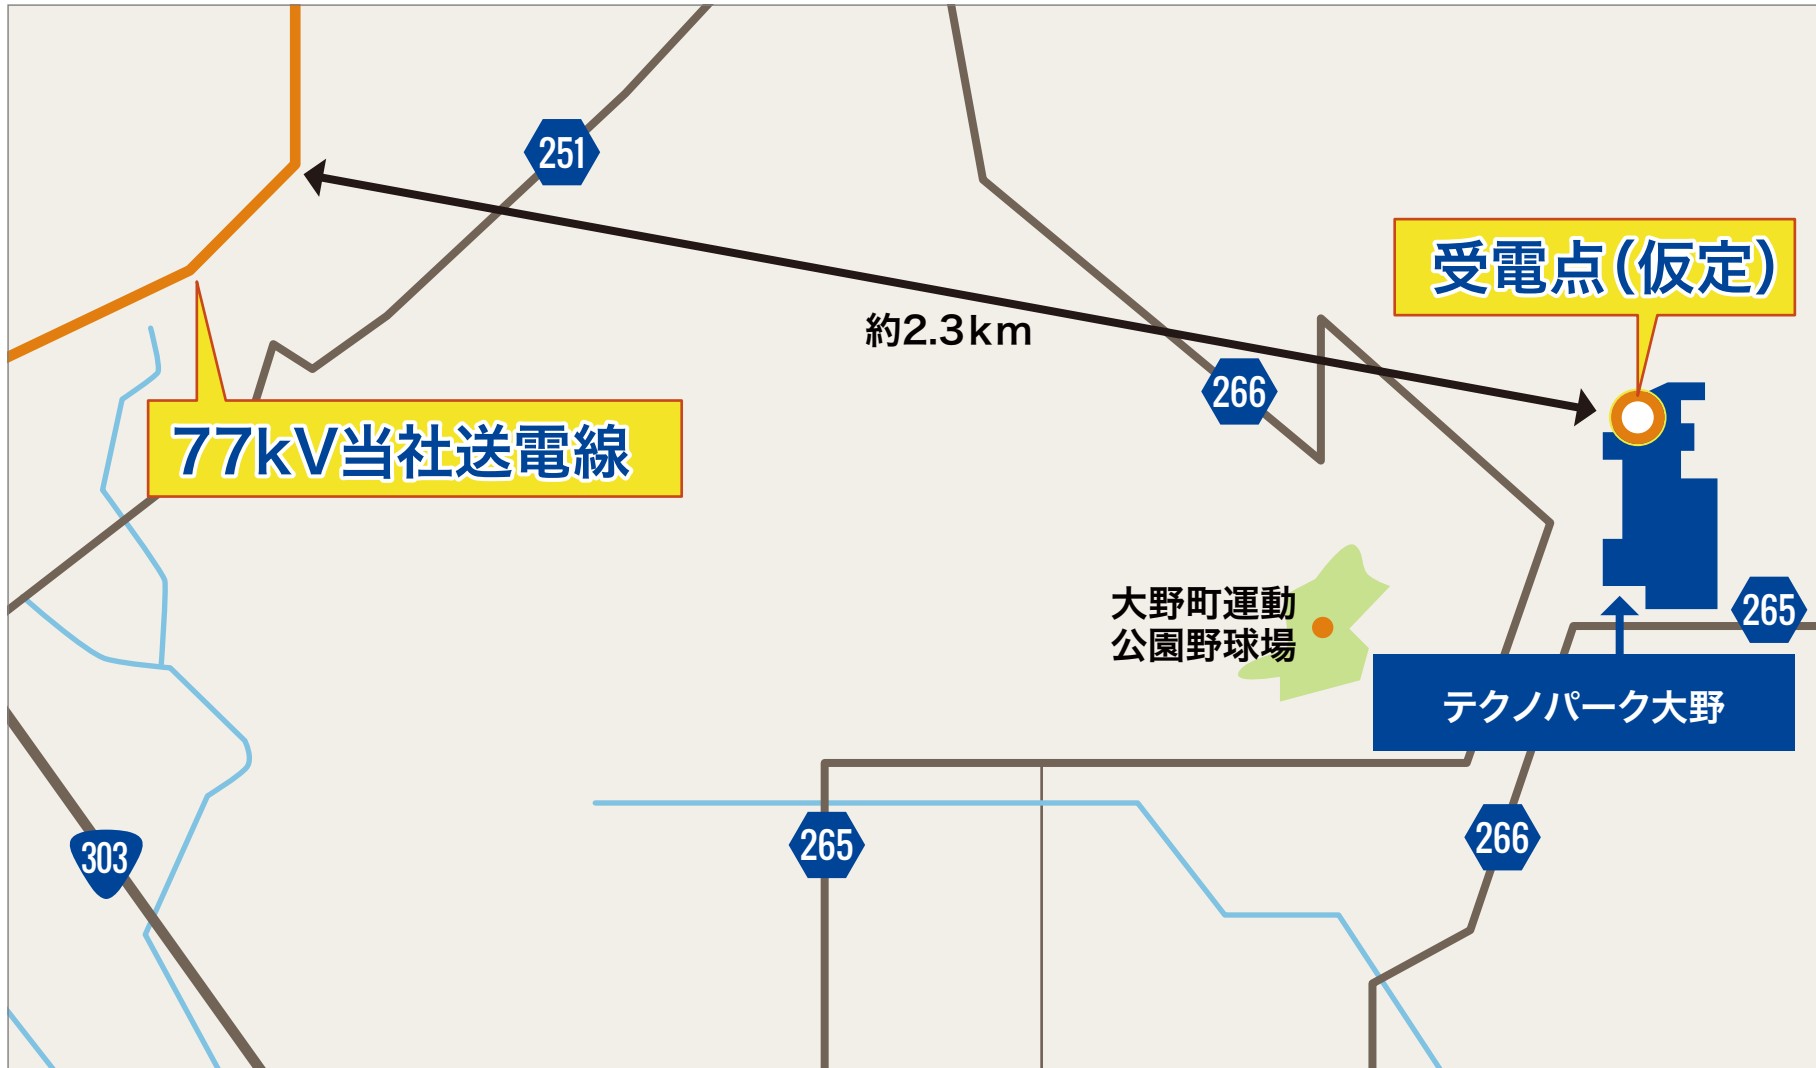 251
受電点(仮定)
約2.3km
266
77kV当社送電線
大野町運動
公園野球場
265
テクノパーク大野
303
265
266